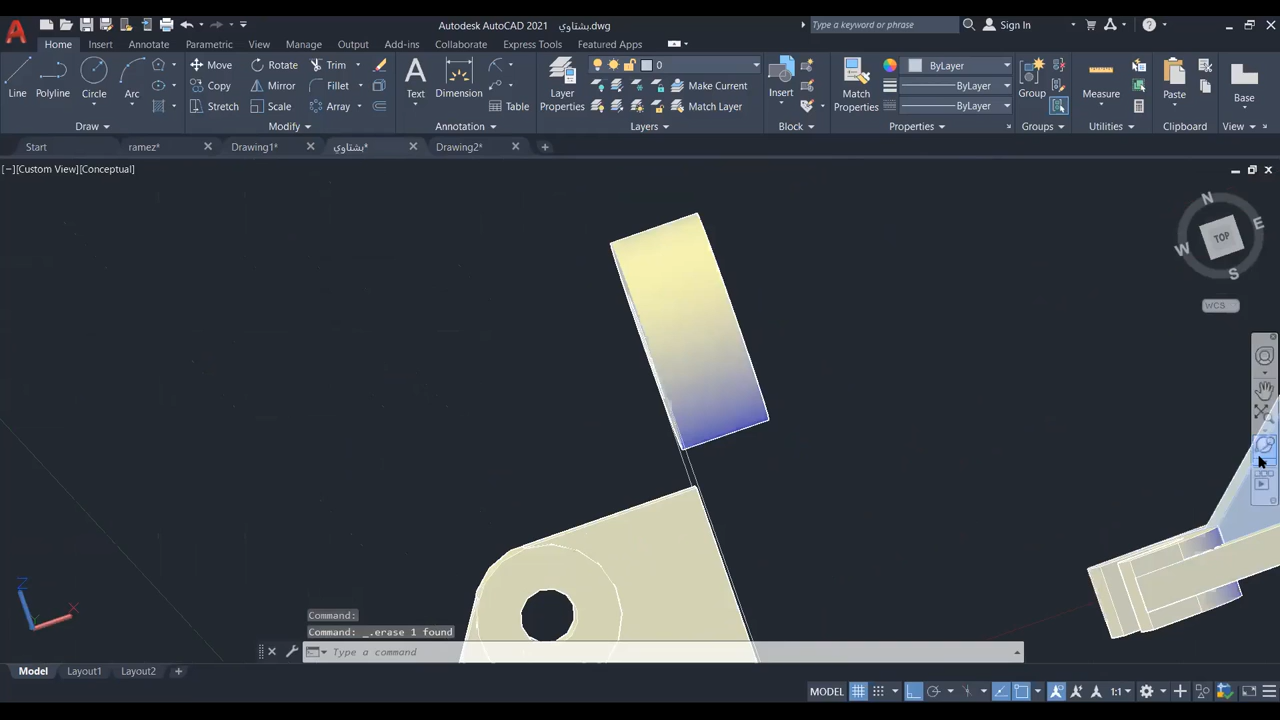 Autodesk AutoCAD 2021 بشتاوي.dwg
Type a keyword or phrase
Sign In
Home Insert Annotate Parametric View Manage Output Add-ins Collaborate Express Tools Featured Apps
Line Polyline Circle Arc
Move Rotate Trim
Copy Mirror Fillet
Stretch Scale Array
Text Dimension Table
Layer Properties
0
Make Current
Match Layer
Insert
Match Properties
ByLayer
ByLayer
ByLayer
Group
Measure
Paste
Base
Draw Modify Annotation Layers Block Properties Groups Utilities Clipboard View
Start ramez* Drawing1* بشتاوي* Drawing2*
[−][Custom View][Conceptual]
N
W E
S
TOP
WCS
Z
X
Command:
Command: _.erase 1 found
Type a command
Model Layout1 Layout2
MODEL 1:1